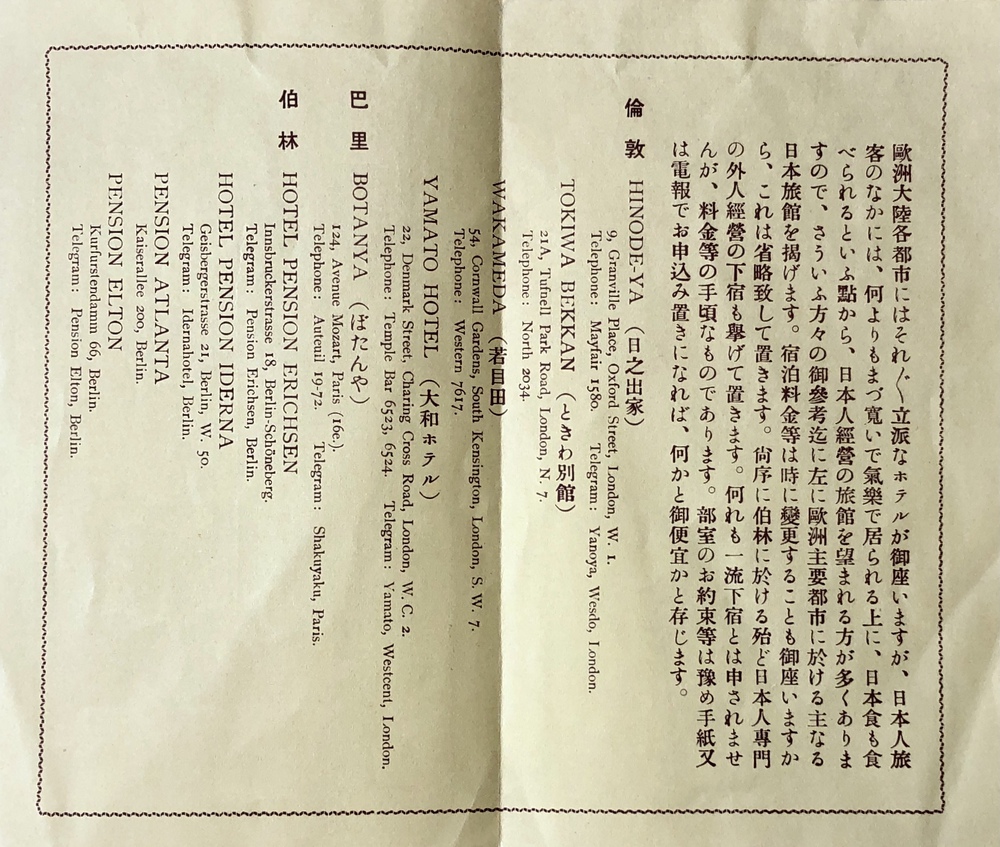 歐洲大陸各都市にはそれ〴〵立派なホテルが御座いますが、日本人旅
客のなかには、何よりもまづ寬いで氣樂で居られる上に、日本食も食
べられるといふ點から、日本人經營の旅館を望まれる方が多くありま
すので、さういふ方々の御參考迄に左に歐洲主要都市に於ける主なる
日本旅館を揭げます。宿泊料金等は時に變更することも御座いますか
ら、これは省略致して置きます。尙序に伯林に於ける殆ど日本人專門
の外人經營の下宿も擧げて置きます。何れも一流下宿とは申されませ
んが、料金等の手頃なものであります。部室のお約束等は豫め手紙又
は電報でお申込み置きになれば、何かと御便宜かと存じます。
倫敦 HINODE-YA (日之出家)
9, Granville Place, Oxford Street, London, W. 1.
Telephone: Mayfair 1580. Telegram: Yanoya, Wesdo, London.
TOKIWA BEKKAN (ときわ別館)
21A, Tufnell Park Road, London, N. 7.
Telephone: North 2034.
WAKAMEDA (若目田)
54, Cornwall Gardens, South Kensington, London, S. W. 7.
Telephone: Western 7617.
YAMATO HOTEL (大和ホテル)
22, Denmark Street, Charing Cross Road, London, W. C. 2.
Telephone: Temple Bar 6523, 6524. Telegram: Yamato, Westcent, London.
巴里 BOTANYA (ぼたんや)
124, Avenue Mozart, Paris (16e.).
Telephone: Auteuil 19-72. Telegram: Shakuyaku, Paris.
伯林 HOTEL PENSION ERICHSEN
Innsbruckerstrasse 18, Berlin-Schöneberg.
Telegram: Pension Erichsen, Berlin.
HOTEL PENSION IDERNA
Geisbergerstrasse 21, Berlin, W. 50.
Telegram: Idernahotel, Berlin.
PENSION ATLANTA
Kaiserallee 200, Berlin.
PENSION ELTON
Kurfurstendamm 66, Berlin.
Telegram: Pension Elton, Berlin.